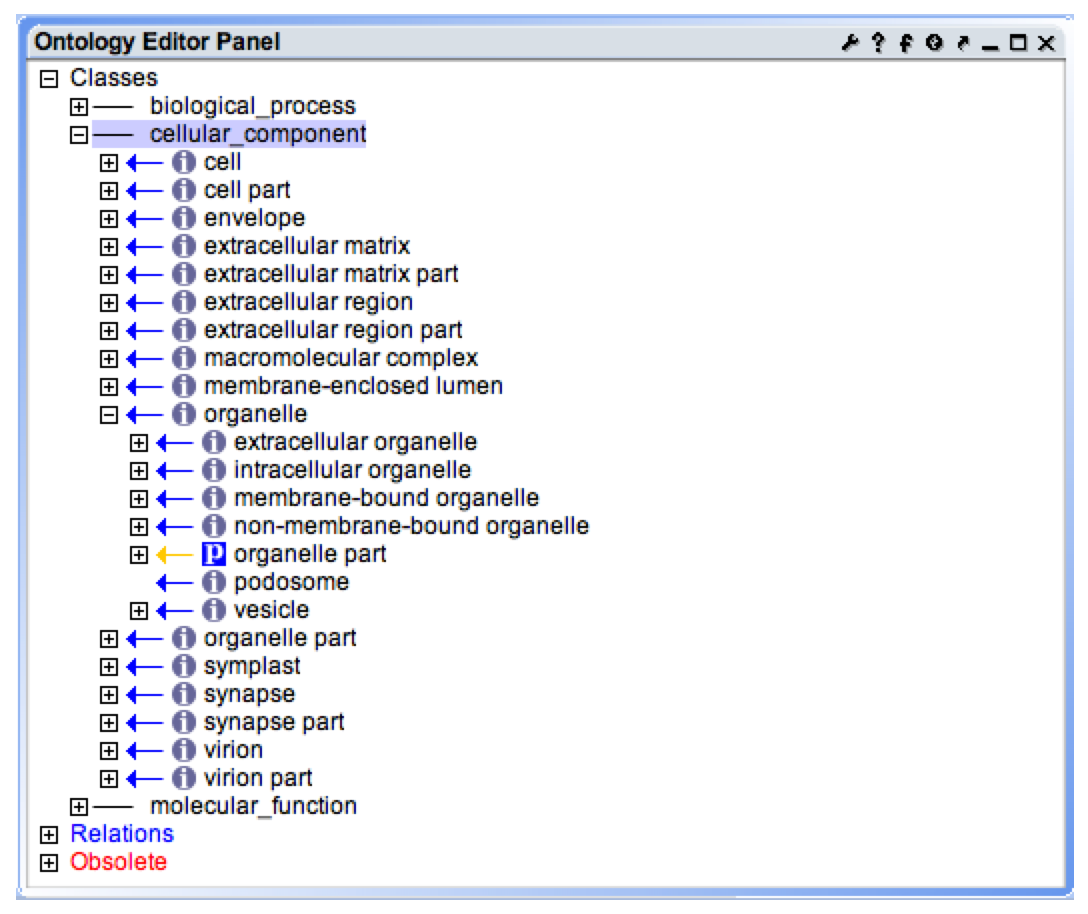 Ontology Editor Panel
Classes
biological_process
cellular_component
i cell
i cell part
i envelope
i extracellular matrix
i extracellular matrix part
i extracellular region
i extracellular region part
i macromolecular complex
i membrane-enclosed lumen
i organelle
i extracellular organelle
i intracellular organelle
i membrane-bound organelle
i non-membrane-bound organelle
p organelle part
i podosome
i vesicle
i organelle part
i symplast
i synapse
i synapse part
i virion
i virion part
molecular_function
Relations
Obsolete